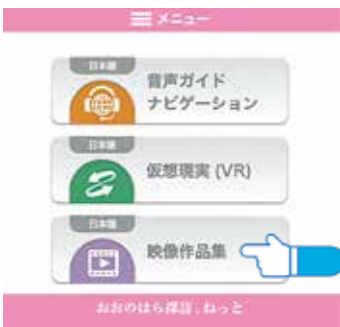 メニュー
日本語
音声ガイド
ナビゲーション
日本語
仮想現実 (VR)
日本語
映像作品集
おおのはら探訪.ねっと